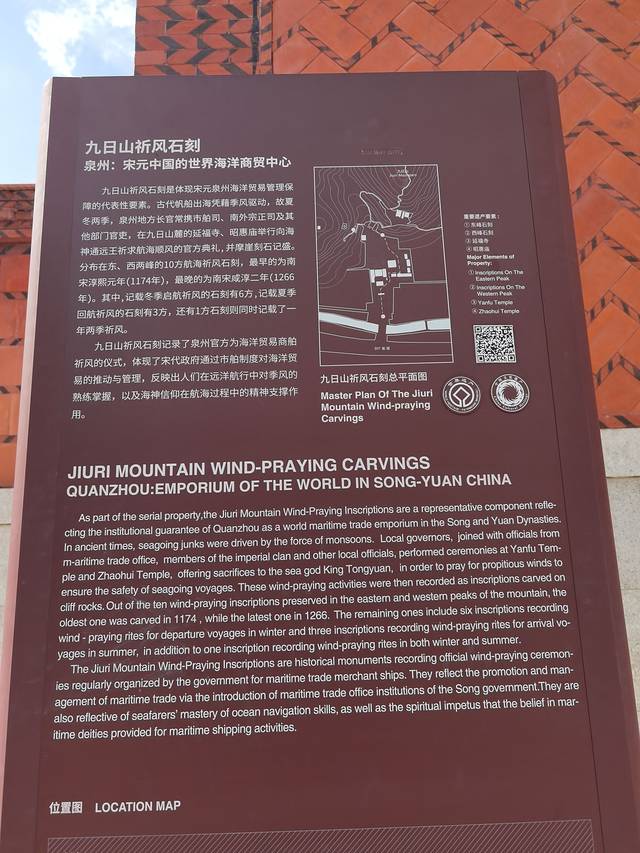 九日山祈风石刻
泉州：宋元中国的世界海洋商贸中心
九日山祈风石刻是体现宋元泉州海洋贸易管理保
障的代表性要素。古代帆船出海凭藉季风驱动，故夏
冬两季，泉州地方长官常携市舶司、南外宗正司及其
他部门官吏，在九日山麓的延福寺、昭惠庙举行向海
神通远王祈求航海顺风的官方典礼，并摩崖刻石记盛。
分布在东、西两峰的10方航海祈风石刻，最早的为南
宋淳熙元年（1174年），最晚的为南宋咸淳二年（1266
年）。其中，记载冬季启航祈风的石刻有6方，记载夏季
回航祈风的石刻有3方，还有1方石刻则同时记载了一
年两季祈风。
九日山祈风石刻记录了泉州官方为海洋贸易商舶
祈风的仪式，体现了宋代政府通过市舶制度对海洋贸
易的推动与管理，反映出人们在远洋航行中对季风的
熟练掌握，以及海神信仰在航海过程中的精神支撑作
用。
重要遗产要素：
①东峰石刻
②西峰石刻
③延福寺
④昭惠庙
Major Elements of
Property:
①Inscriptions On The
Eastern Peak
②Inscriptions On The
Western Peak
③Yanfu Temple
④Zhaohui Temple
九日山祈风石刻总平面图
Master Plan Of The Jiuri
Mountain Wind-praying
Carvings
JIURI MOUNTAIN WIND-PRAYING CARVINGS
QUANZHOU:EMPORIUM OF THE WORLD IN SONG-YUAN CHINA
As part of the serial property,the Jiuri Mountain Wind-Praying Inscriptions are a representative component refle-
cting the institutional guarantee of Quanzhou as a world maritime trade emporium in the Song and Yuan Dynasties.
In ancient times, seagoing junks were driven by the force of monsoons. Local governors, joined with officials from
m-aritime trade office, members of the imperial clan and other local officials, performed ceremonies at Yanfu Tem-
ple and Zhaohui Temple, offering sacrifices to the sea god King Tongyuan, in order to pray for propitious winds to
ensure the safety of seagoing voyages. These wind-praying activities were then recorded as inscriptions carved on
cliff rocks. Out of the ten wind-praying inscriptions preserved in the eastern and western peaks of the mountain, the
oldest one was carved in 1174 , while the latest one in 1266. The remaining ones include six inscriptions recording
wind - praying rites for departure voyages in winter and three inscriptions recording wind-praying rites for arrival vo-
yages in summer, in addition to one inscription recording wind-praying rites in both winter and summer.
The Jiuri Mountain Wind-Praying Inscriptions are historical monuments recording official wind-praying ceremon-
ies regularly organized by the government for maritime trade merchant ships. They reflect the promotion and man-
agement of maritime trade via the introduction of maritime trade office institutions of the Song government.They are
also reflective of seafarers' mastery of ocean navigation skills, as well as the spiritual impetus that the belief in mar-
itime deities provided for maritime shipping activities.
位置图 LOCATION MAP